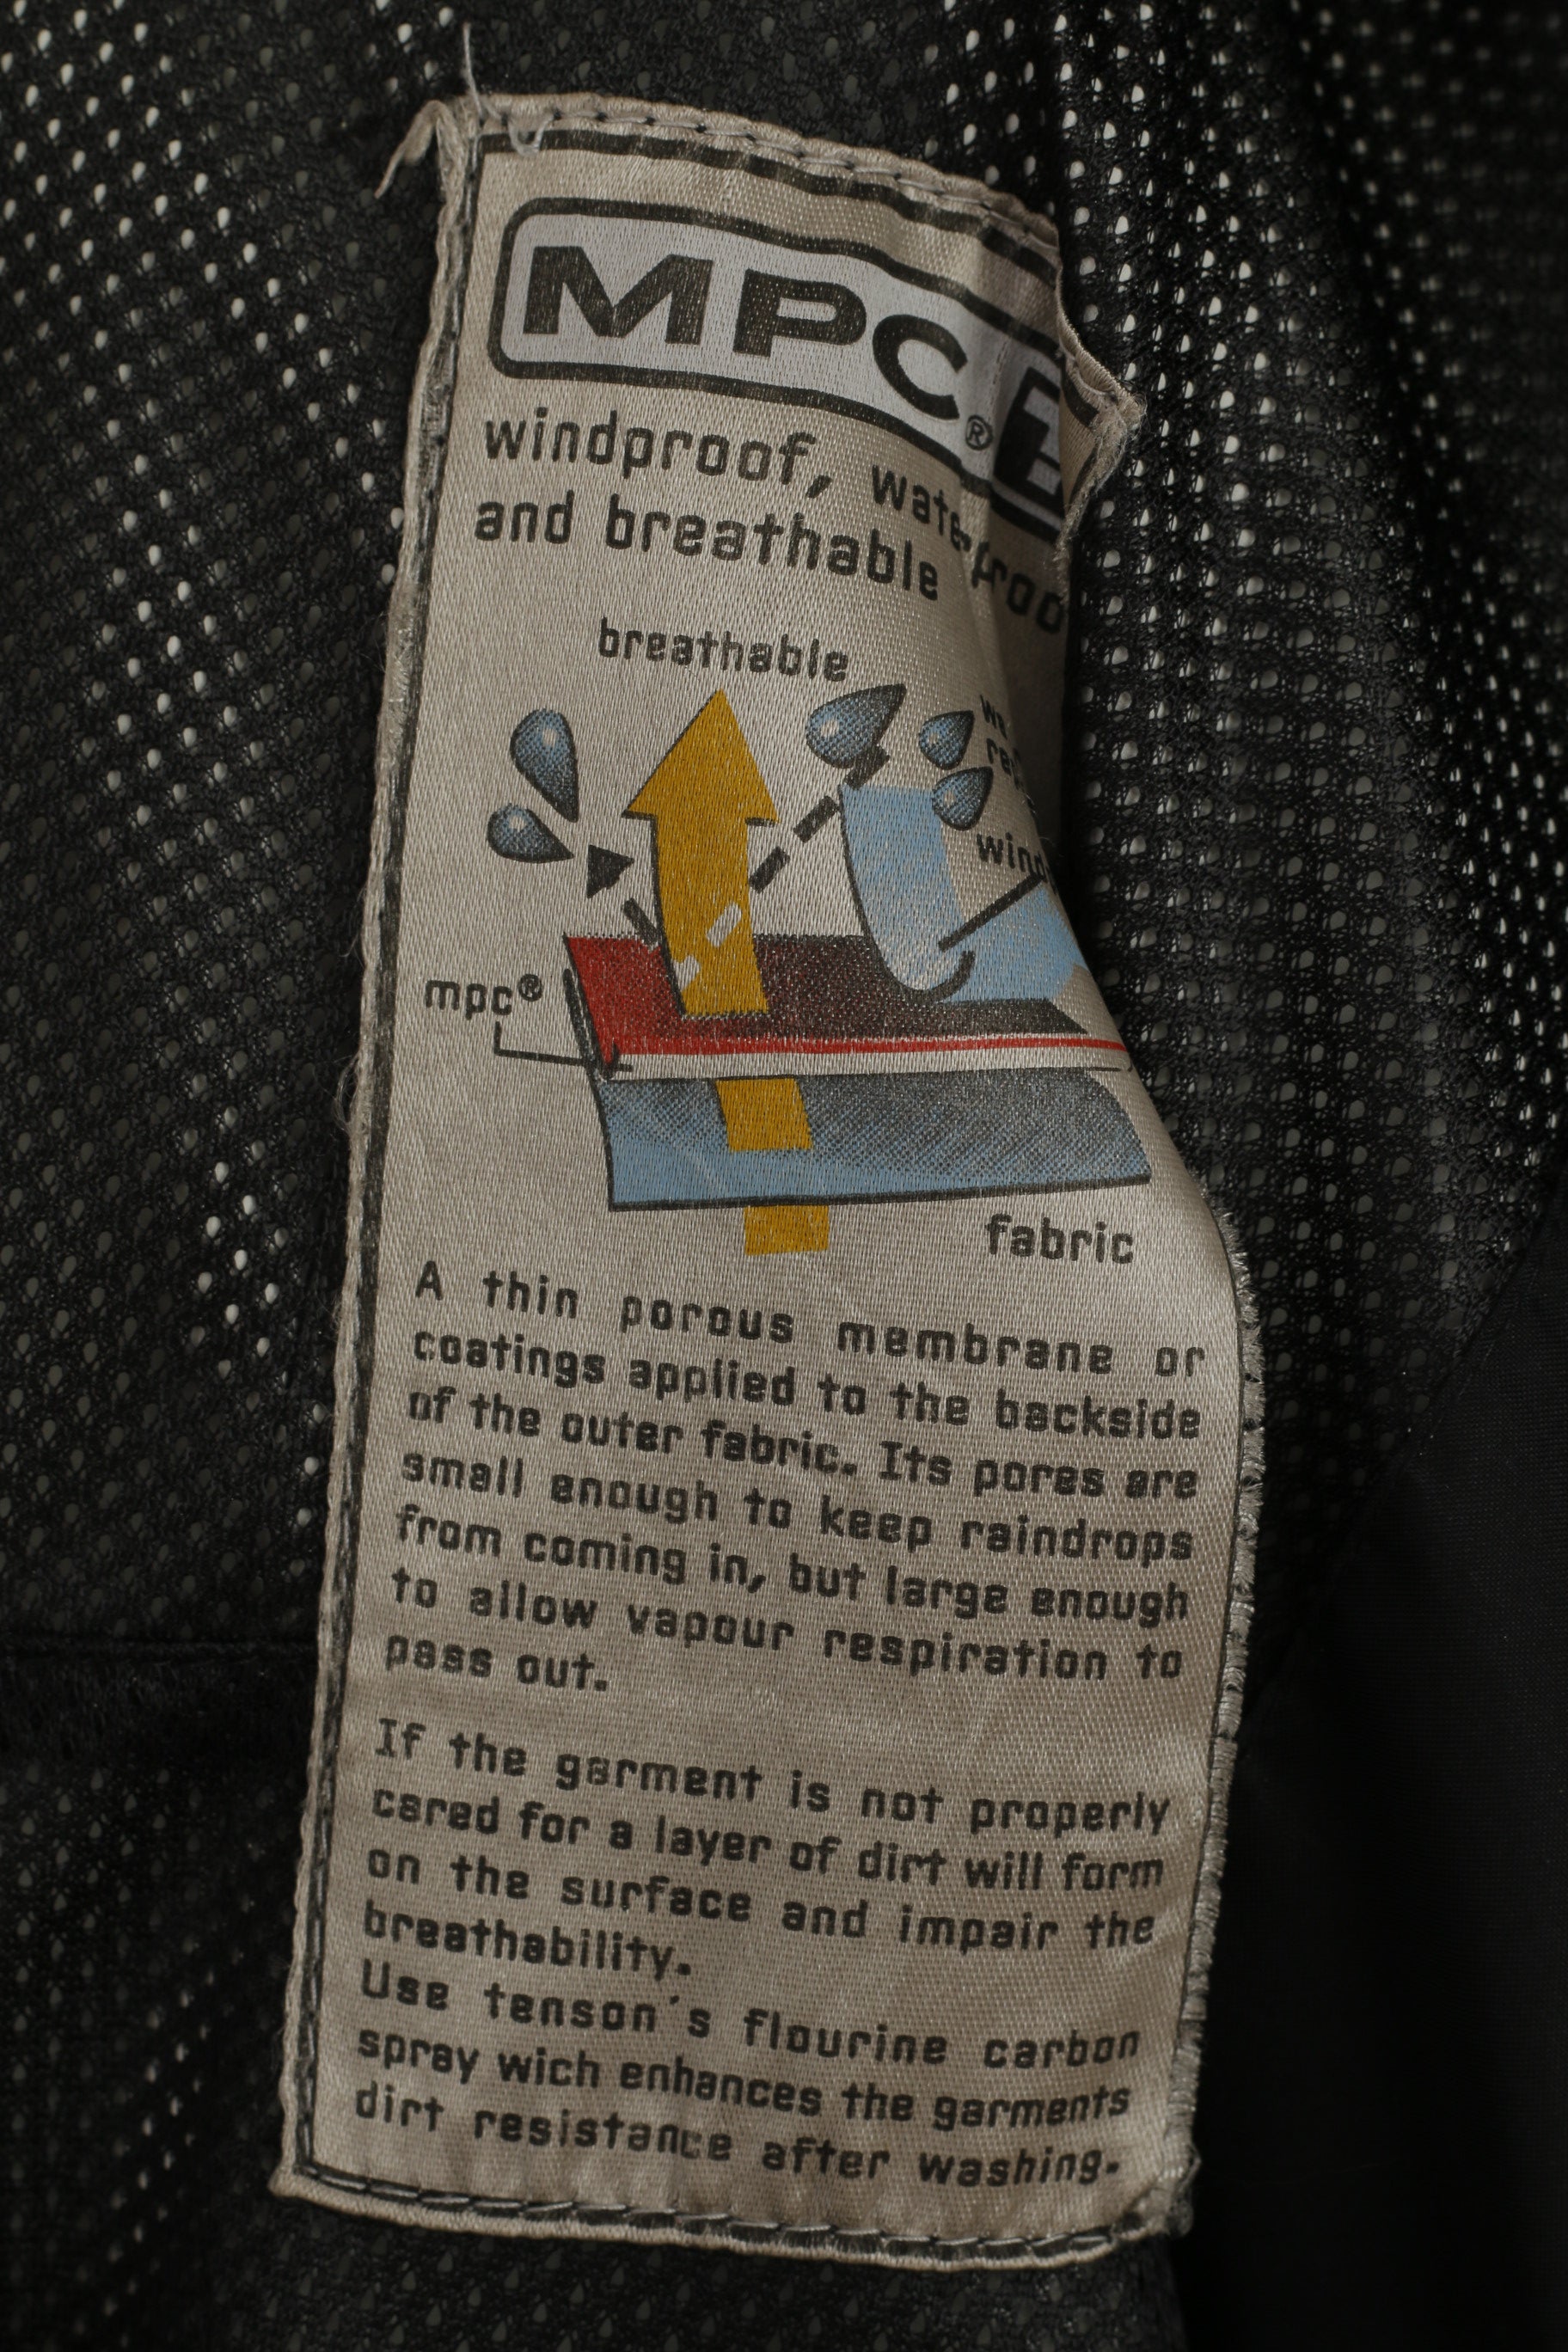 MPC®
windproof, waterproo
and breathable
breathable
wind
mpc®
fabric
A thin porous membrane or
coatings applied to the backside
of the outer fabric. Its pores are
small enough to keep raindrops
from coming in, but large enough
to allow vapour respiration to
pass out.
If the garment is not properly
cared for a layer of dirt will form
on the surface and impair the
breathability.
Use tenson's flourine carbon
spray wich enhances the garments
dirt resistance after washing.